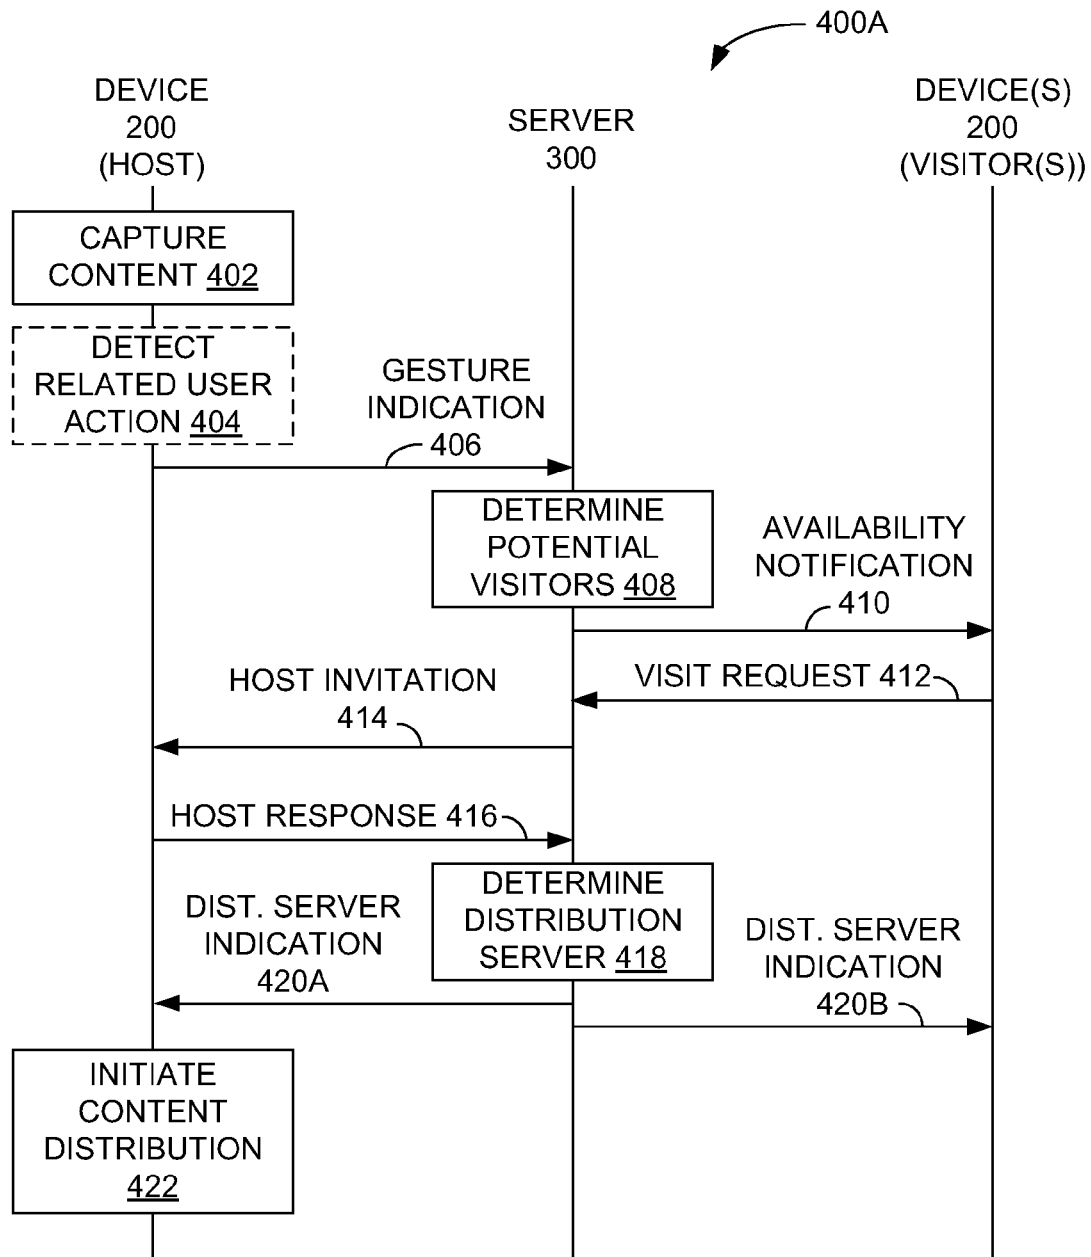 400A
DEVICE
200
(HOST)
SERVER
300
DEVICE(S)
200
(VISITOR(S))
CAPTURE
CONTENT 402
DETECT
RELATED USER
ACTION 404
GESTURE
INDICATION
406
DETERMINE
POTENTIAL
VISITORS 408
AVAILABILITY
NOTIFICATION
410
VISIT REQUEST 412
HOST INVITATION
414
HOST RESPONSE 416
DETERMINE
DISTRIBUTION
SERVER 418
DIST. SERVER
INDICATION
420A
DIST. SERVER
INDICATION
420B
INITIATE
CONTENT
DISTRIBUTION
422